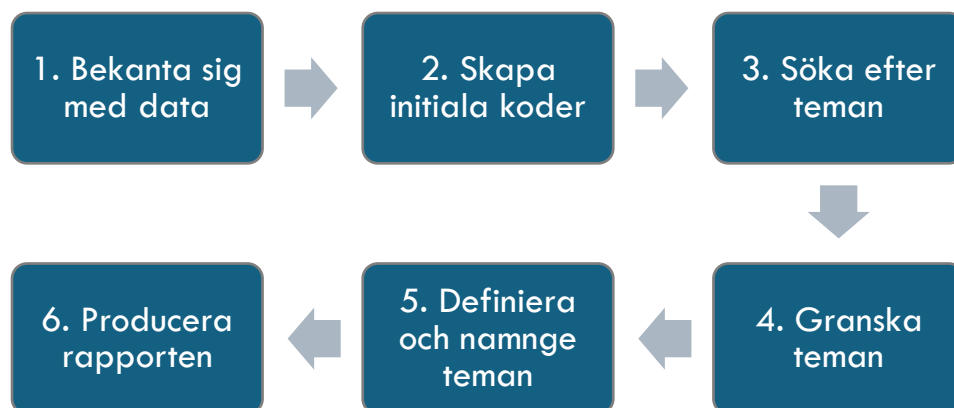 1. Bekanta sig
med data
2. Skapa
initiala koder
3. Söka efter
teman
4. Granska
teman
5. Definiera
och namnge
teman
6. Producera
rapporten